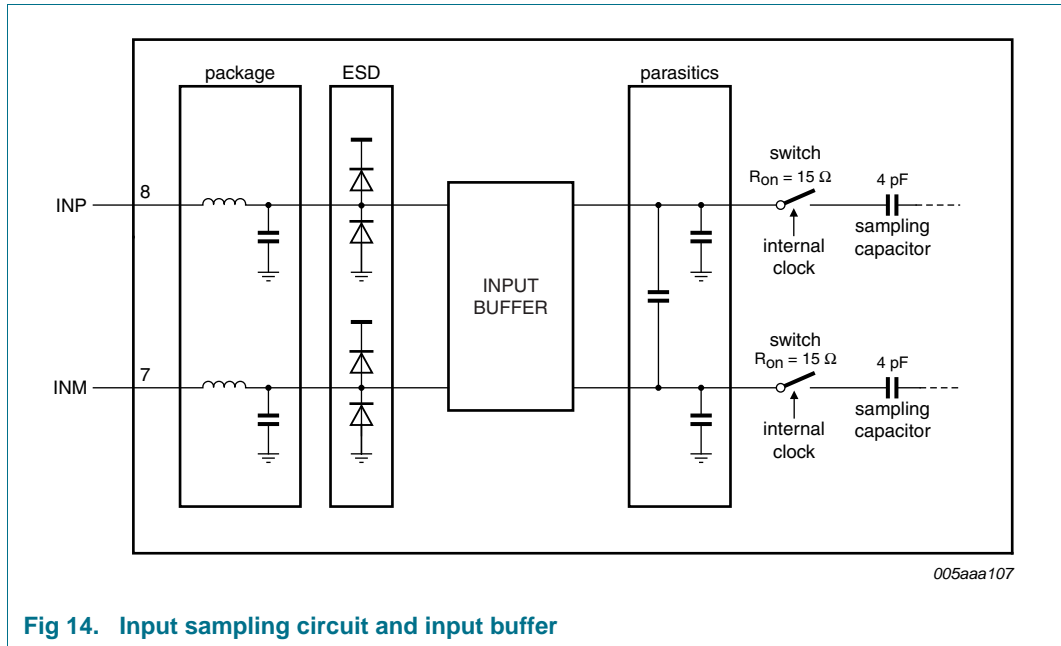 package
ESD
parasitics
switch
Ron = 15 Ω
4 pF
8
INP
sampling
capacitor
internal
clock
INPUT
BUFFER
switch
Ron = 15 Ω
4 pF
7
INM
sampling
capacitor
internal
clock
005aaa107
Fig 14. Input sampling circuit and input buffer